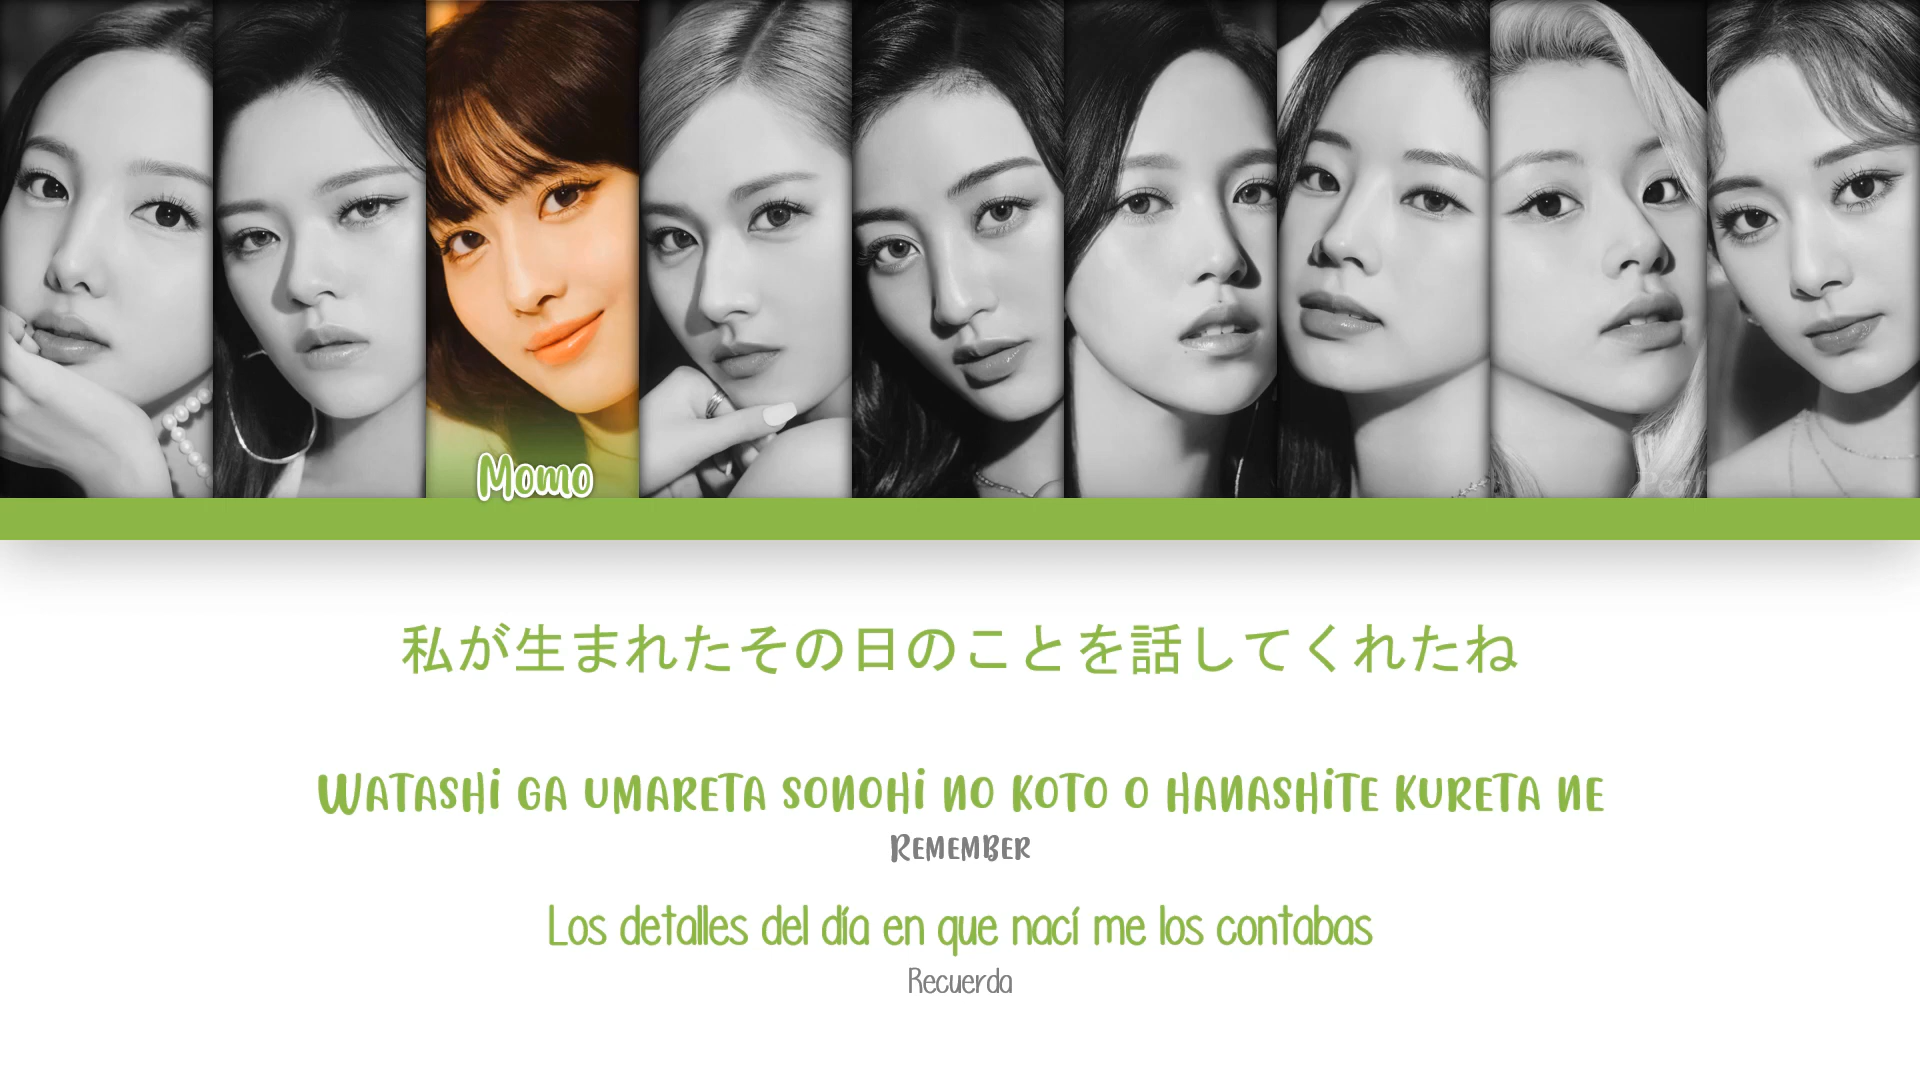 Momo
私が生まれたその日のことを話してくれたね
Watashi ga umareta sonohi no koto o hanashite kureta ne
Remember
Los detalles del día en que nací me los contabas
Recuerda